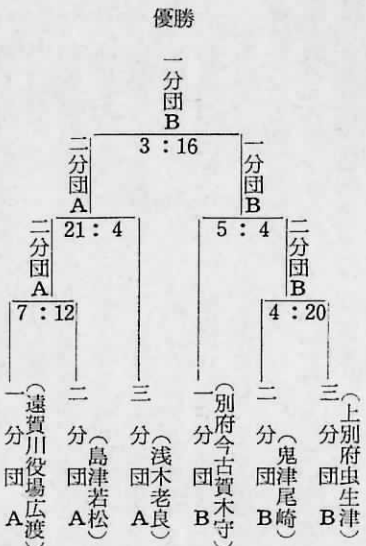 優勝
一分団B
3：16
二分団A
一分団B
21：4
5：4
二分団A
二分団B
7：12
4：20
一分団A（遠賀川役場広渡）
二分団A（島津若松）
三分団A（浅木老良）
一分団B（別府今古賀木守）
二分団B（鬼津尾崎）
三分団B（上別府虫生津）